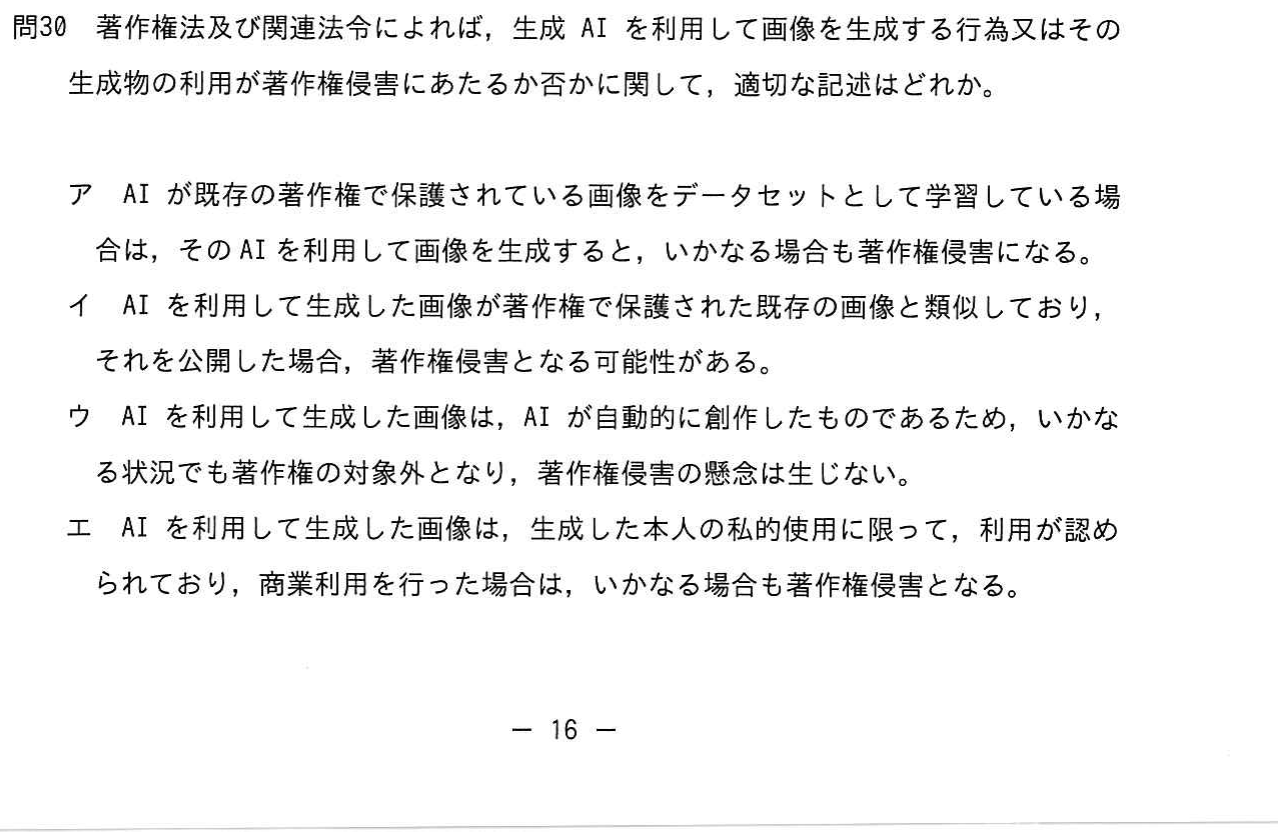 問30 著作権法及び関連法令によれば，生成 AI を利用して画像を生成する行為又はその
生成物の利用が著作権侵害にあたるか否かに関して，適切な記述はどれか。
ア AI が既存の著作権で保護されている画像をデータセットとして学習している場
合は，そのAIを利用して画像を生成すると，いかなる場合も著作権侵害になる。
イ AI を利用して生成した画像が著作権で保護された既存の画像と類似しており，
それを公開した場合，著作権侵害となる可能性がある。
ウ AI を利用して生成した画像は，AI が自動的に創作したものであるため，いかな
る状況でも著作権の対象外となり，著作権侵害の懸念は生じない。
エ AI を利用して生成した画像は，生成した本人の私的使用に限って，利用が認め
られており，商業利用を行った場合は，いかなる場合も著作権侵害となる。
— 16 —